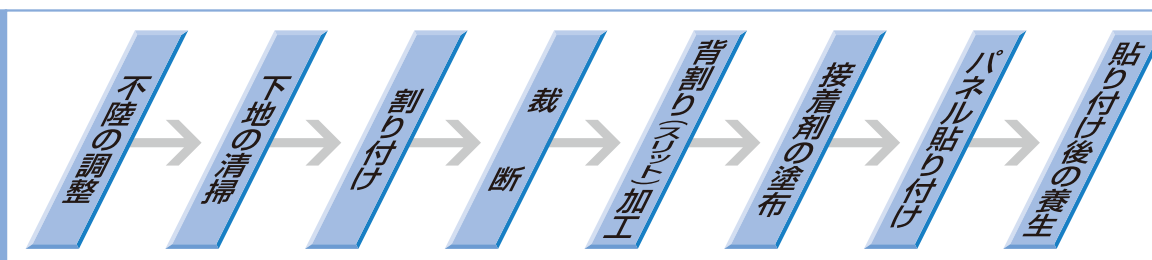 不陸の調整
下地の清掃
割り付け
裁断
背割り(スリット)加工
接着剤の塗布
パネル貼り付け
貼り付け後の養生